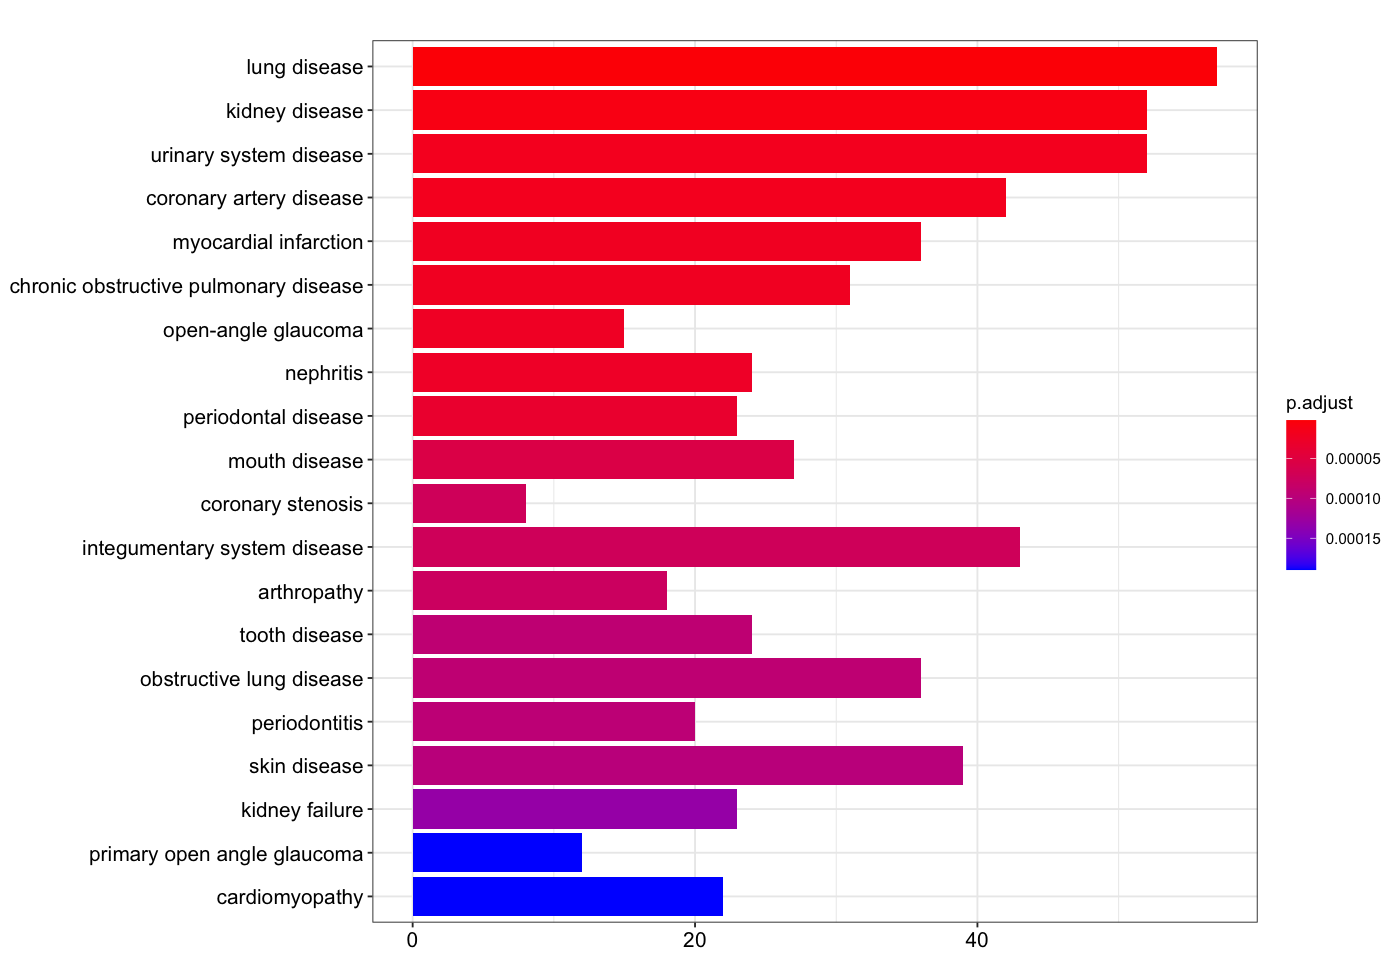 lung disease
kidney disease
urinary system disease
coronary artery disease
myocardial infarction
chronic obstructive pulmonary disease
open-angle glaucoma
nephritis
periodontal disease
mouth disease
coronary stenosis
integumentary system disease
arthropathy
tooth disease
obstructive lung disease
periodontitis
skin disease
kidney failure
primary open angle glaucoma
cardiomyopathy
0 20 40
p.adjust
0.00005
0.00010
0.00015